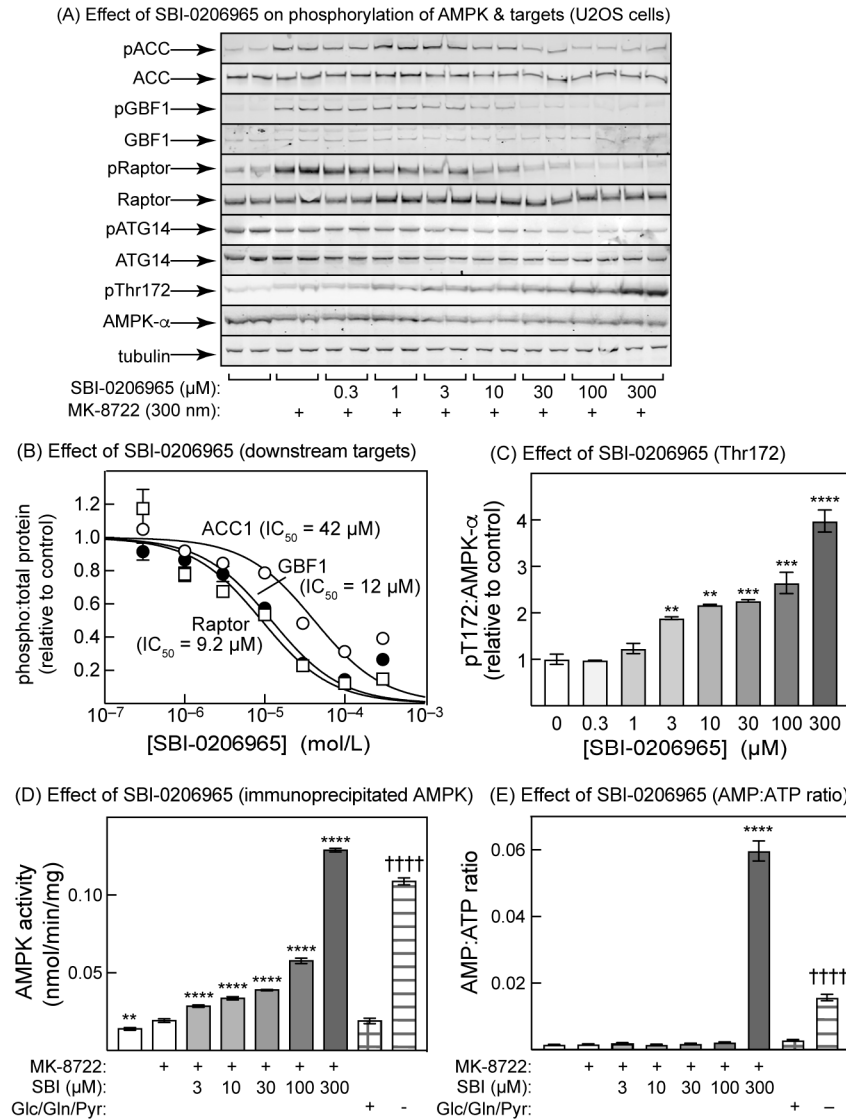 (A) Effect of SBI-0206965 on phosphorylation of AMPK & targets (U2OS cells)
pACC
ACC
pGBF1
GBF1
pRaptor
Raptor
pATG14
ATG14
pThr172
AMPK-α
tubulin
SBI-0206965 (µM): 0.3 1 3 10 30 100 300
MK-8722 (300 nm): + + + + + + + +
(B) Effect of SBI-0206965 (downstream targets)
phospho:total protein
(relative to control)
1.2
1.0
0.8
0.6
0.4
0.2
ACC1 (IC50 = 42 µM)
GBF1
(IC50 = 12 µM)
Raptor
(IC50 = 9.2 µM)
10–7 10–6 10–5 10–4 10–3
[SBI-0206965] (mol/L)
(C) Effect of SBI-0206965 (Thr172)
pT172:AMPK-α
(relative to control)
4
3
2
1
** ** *** *** ****
0 0.3 1 3 10 30 100 300
[SBI-0206965] (µM)
(D) Effect of SBI-0206965 (immunoprecipitated AMPK)
AMPK activity
(nmol/min/mg)
0.10
0.05
** **** **** **** **** **** ††††
MK-8722: + + + + + +
SBI (µM): 3 10 30 100 300
Glc/Gln/Pyr: + -
(E) Effect of SBI-0206965 (AMP:ATP ratio)
AMP:ATP ratio
0.06
0.04
0.02
**** ††††
MK-8722: + + + + + +
SBI (µM): 3 10 30 100 300
Glc/Gln/Pyr: + –